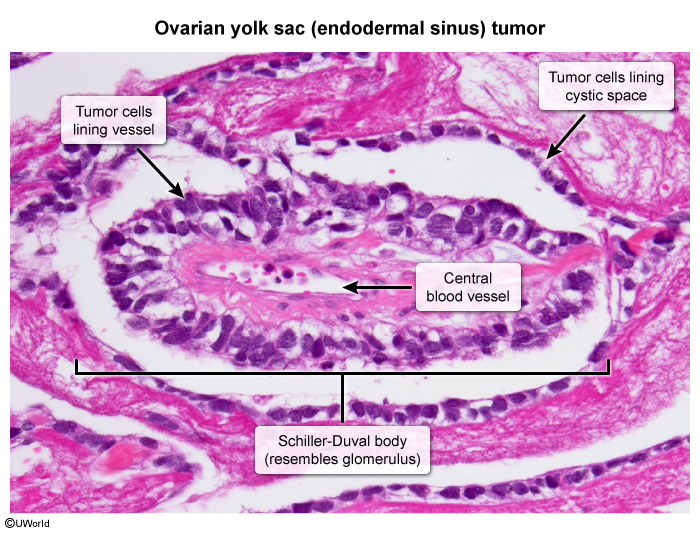 Ovarian yolk sac (endodermal sinus) tumor
Tumor cells lining
cystic space
Tumor cells
lining vessel
Central
blood vessel
Schiller-Duval body
(resembles glomerulus)
©UWorld